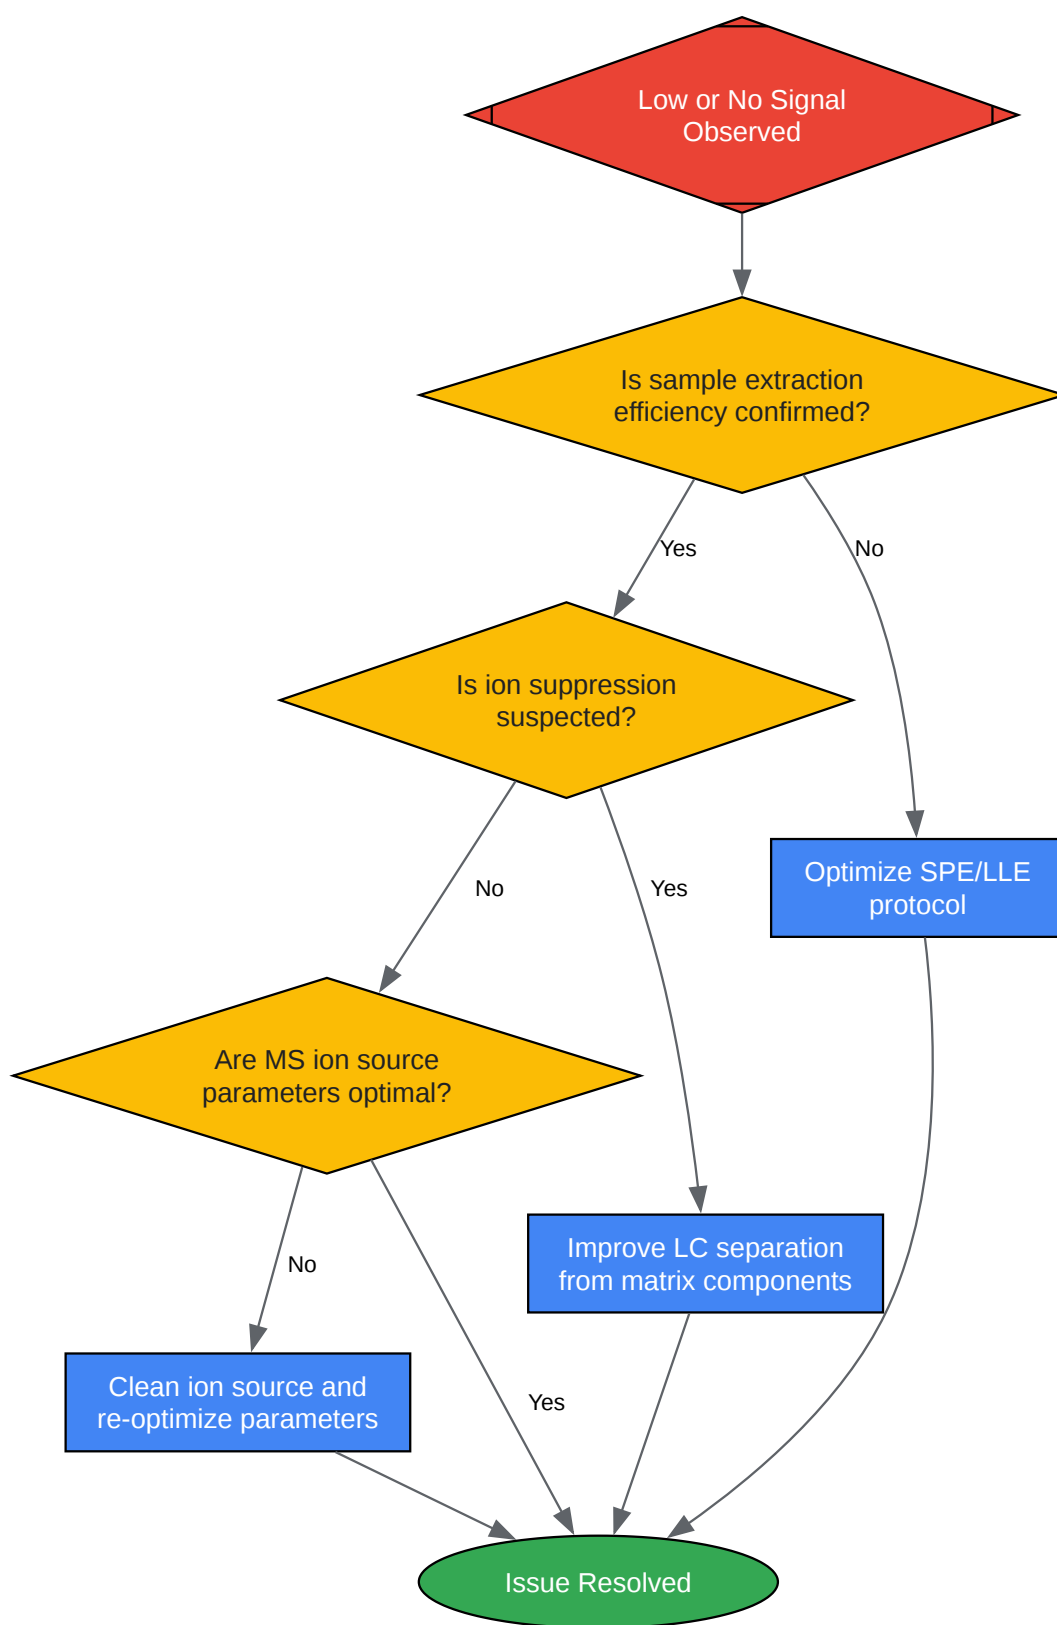 Low or No Signal
Observed
Is sample extraction
efficiency confirmed?
Yes
No
Is ion suppression
suspected?
Optimize SPE/LLE
protocol
No
Yes
Are MS ion source
parameters optimal?
Improve LC separation
from matrix components
No
Clean ion source and
re-optimize parameters
Yes
Issue Resolved